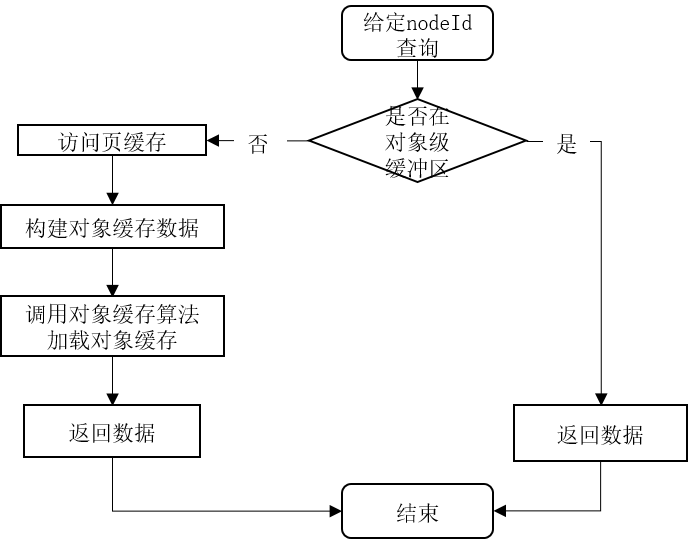 给定nodeId
查询
是否在
对象级
缓冲区
否
是
访问页缓存
构建对象缓存数据
调用对象缓存算法
加载对象缓存
返回数据
返回数据
结束